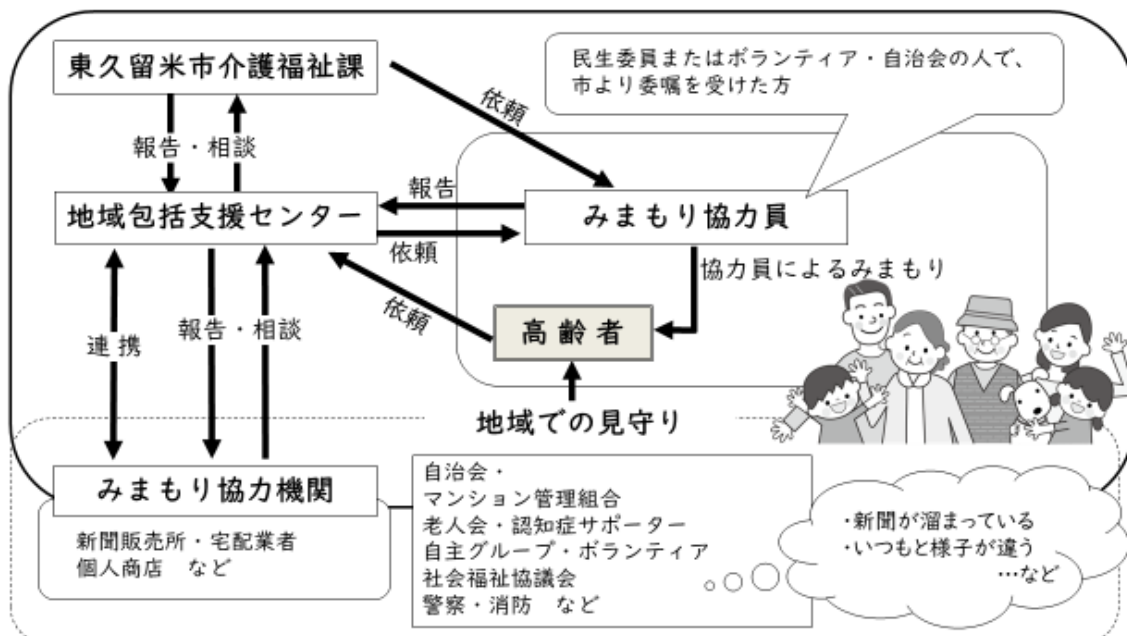 東久留米市介護福祉課
民生委員またはボランティア・自治会の人で、
市より委嘱を受けた方
依頼
報告・相談
地域包括支援センター
報告
依頼
みまもり協力員
協力員によるみまもり
依頼
高齢者
連携
報告・相談
地域での見守り
みまもり協力機関
新聞販売所・宅配業者
個人商店 など
自治会・
マンション管理組合
老人会・認知症サポーター
自主グループ・ボランティア
社会福祉協議会
警察・消防 など
・新聞が溜まっている
・いつもと様子が違う
…など